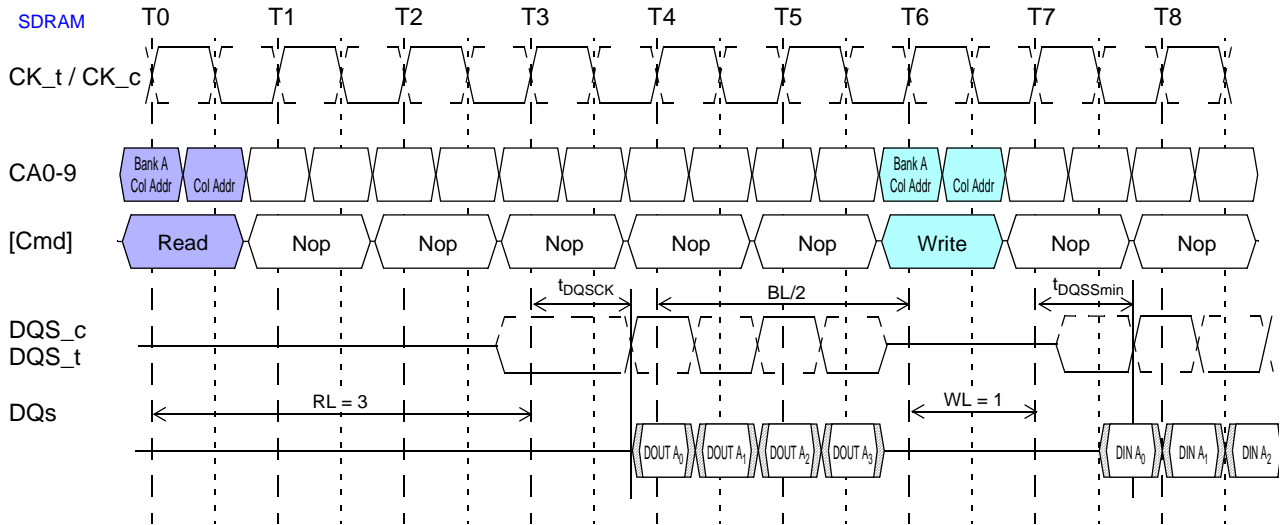 SDRAM T0 T1 T2 T3 T4 T5 T6 T7 T8
CK_t / CK_c
CA0-9 Bank A Col Addr Col Addr Bank A Col Addr Col Addr
[Cmd] Read Nop Nop Nop Nop Nop Write Nop Nop
tDQSCK BL/2 tDQSSmin
DQS_c
DQS_t
DQs RL = 3 WL = 1
DOUT A0 DOUT A1 DOUT A2 DOUT A3 DIN A0 DIN A1 DIN A2